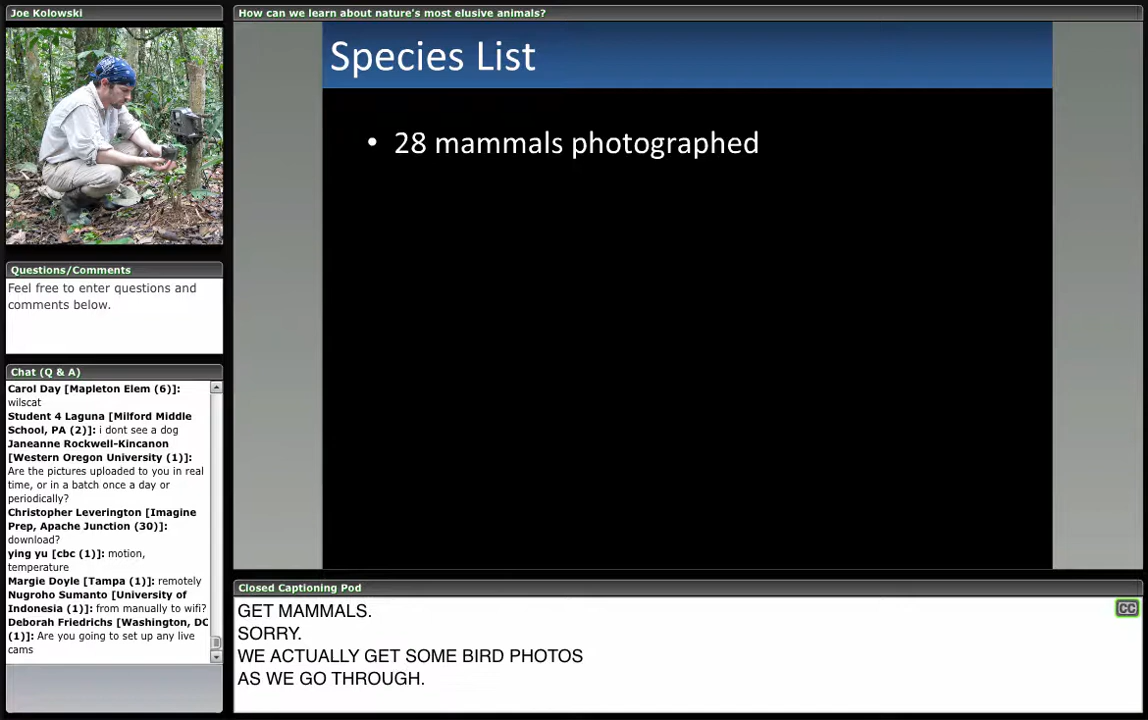 Joe Kolowski
How can we learn about nature's most elusive animals?
Species List
• 28 mammals photographed
Questions/Comments
Feel free to enter questions and
comments below.
Chat (Q & A)
Carol Day [Mapleton Elem (6)]:
wilscat
Student 4 Laguna [Milford Middle
School, PA (2)]: i dont see a dog
Janeanne Rockwell-Kincanon
[Western Oregon University (1)]:
Are the pictures uploaded to you in real
time, or in a batch once a day or
periodically?
Christopher Leverington [Imagine
Prep, Apache Junction (30)]:
download?
ying yu [cbc (1)]: motion,
temperature
Margie Doyle [Tampa (1)]: remotely
Nugroho Sumanto [University of
Indonesia (1)]: from manually to wifi?
Deborah Friedrichs [Washington, DC
(1)]: Are you going to set up any live
cams
Closed Captioning Pod
CC
GET MAMMALS.
SORRY.
WE ACTUALLY GET SOME BIRD PHOTOS
AS WE GO THROUGH.